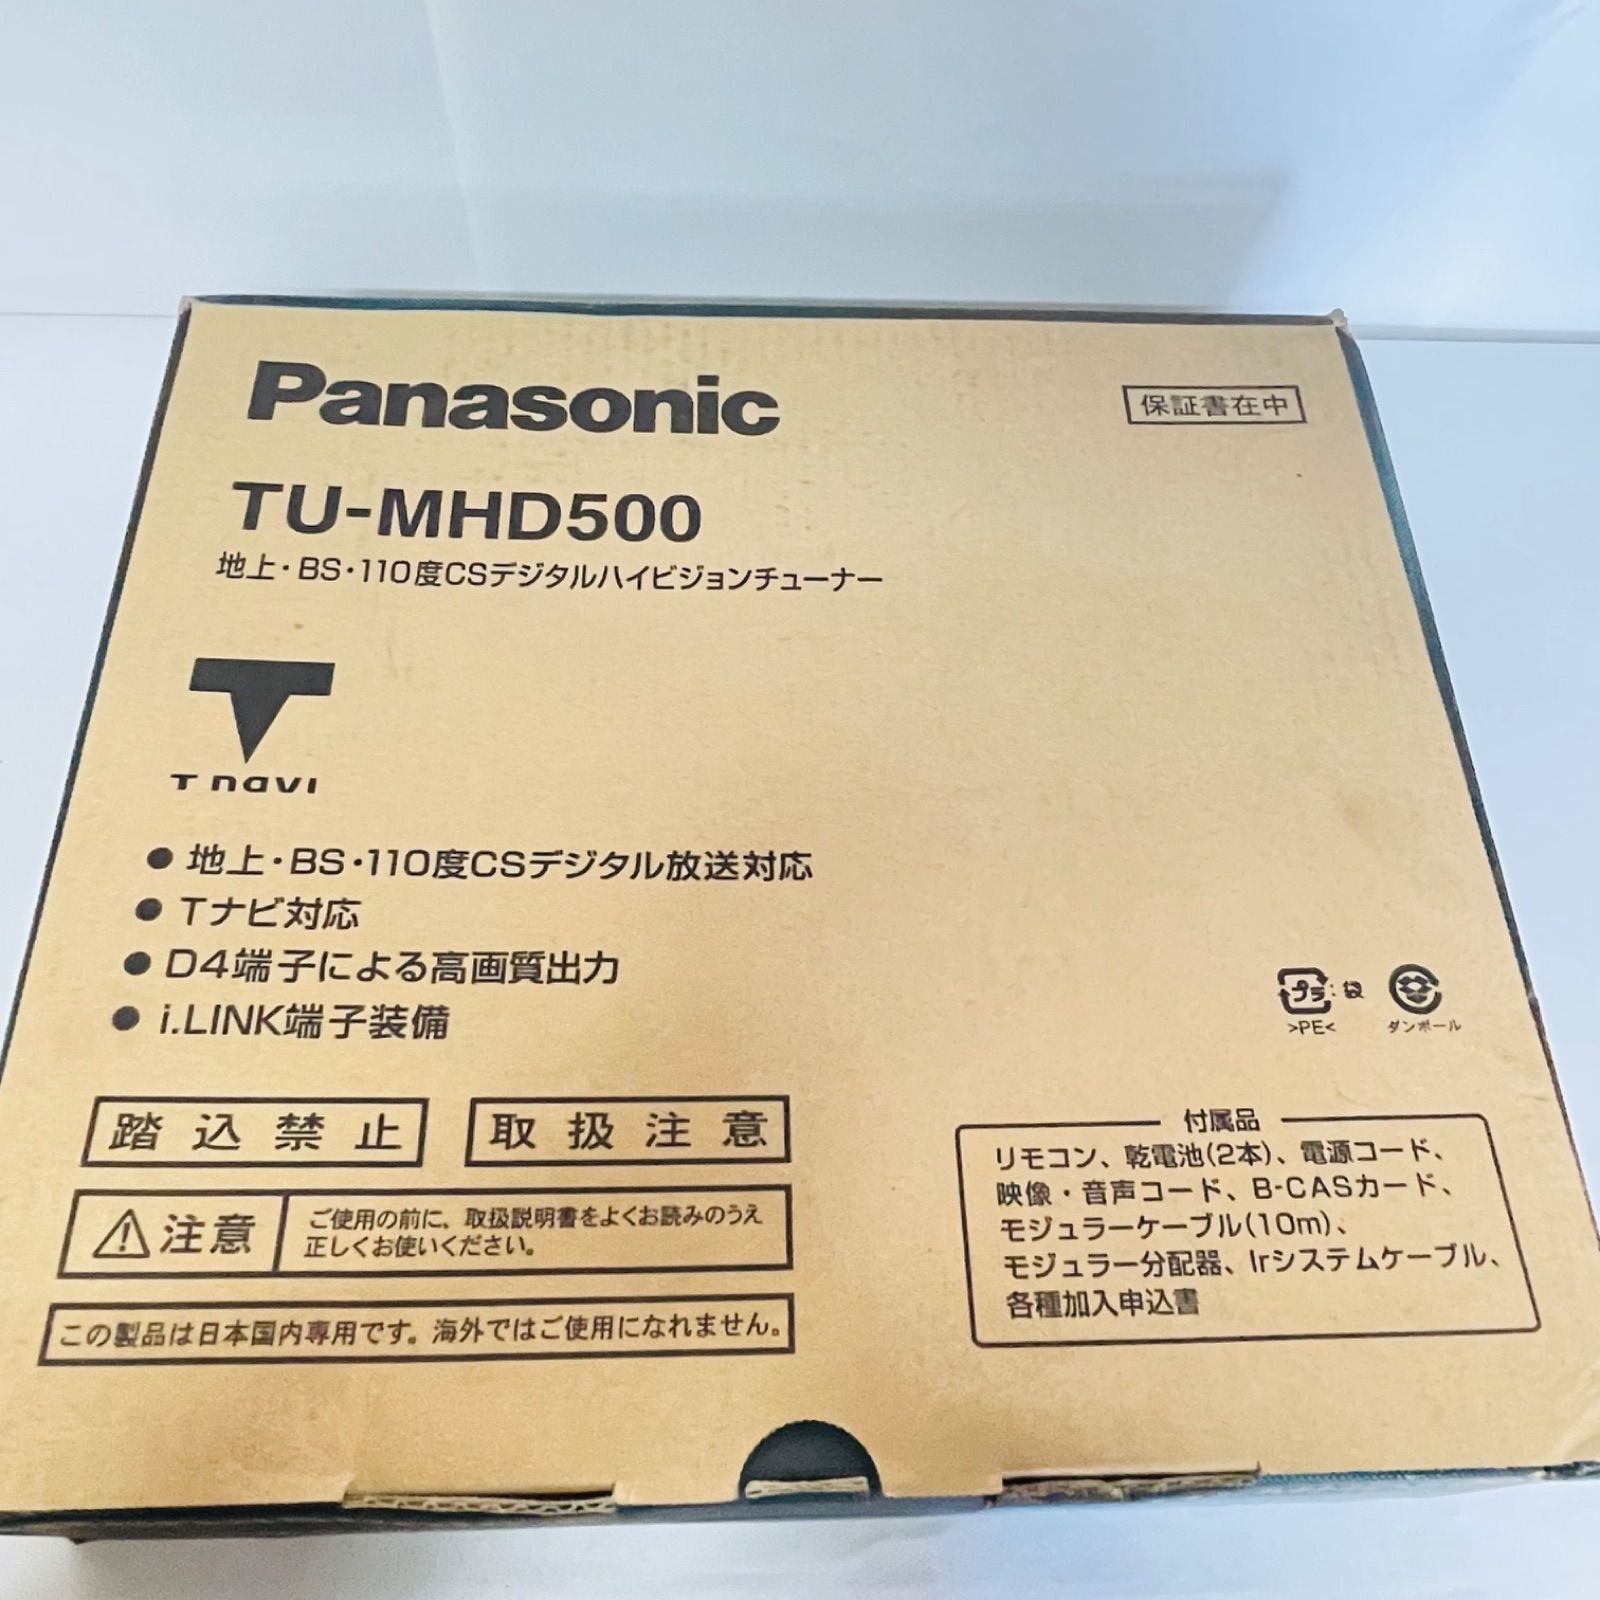 Panasonic
保証書在中
TU-MHD500
地上・BS・110度CSデジタルハイビジョンチューナー
T navi
● 地上・BS・110度CSデジタル放送対応
● Tナビ対応
● D4端子による高画質出力
● i.LINK端子装備
プラ : 袋
>PE<
ダンボール
踏込禁止
取扱注意
注意
ご使用の前に、取扱説明書をよくお読みのうえ
正しくお使いください。
この製品は日本国内専用です。海外ではご使用になれません。
付属品
リモコン、乾電池(2本)、電源コード、
映像・音声コード、B-CASカード、
モジュラーケーブル(10m)、
モジュラー分配器、Irシステムケーブル、
各種加入申込書